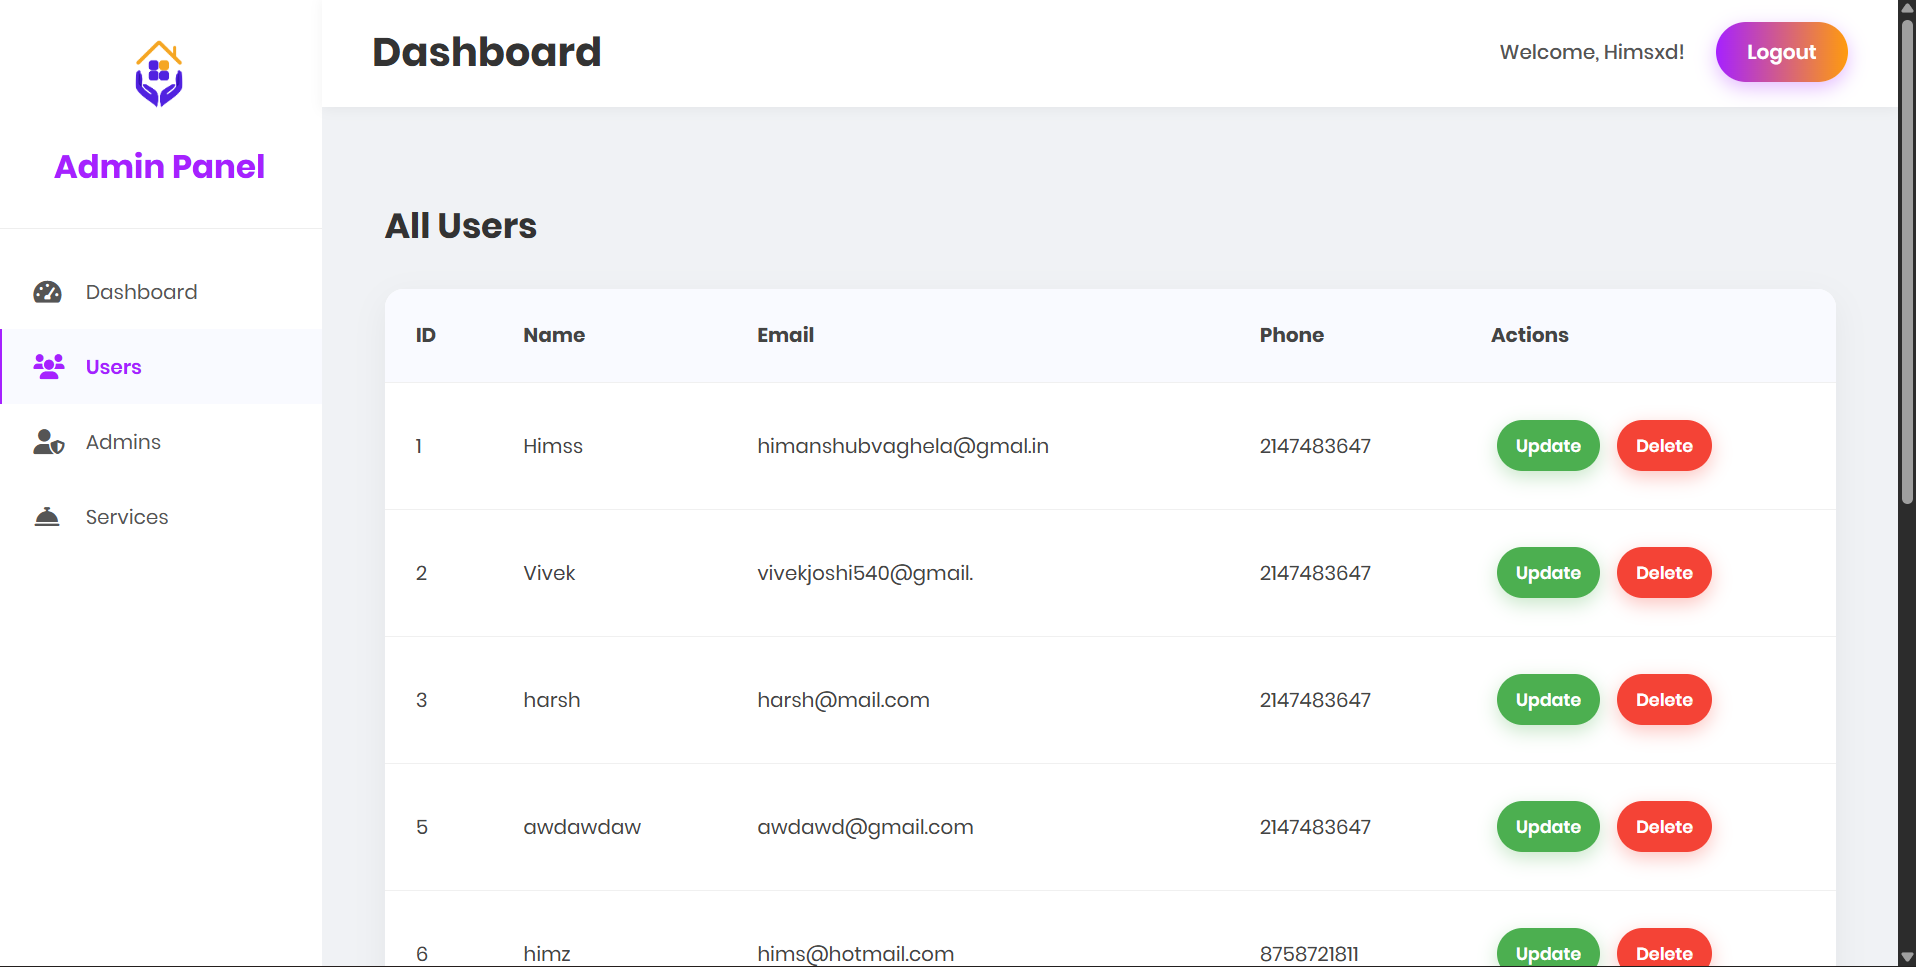 Admin Panel
Dashboard
Users
Admins
Services
Dashboard
Welcome, Himsxd!
Logout
All Users
ID Name Email Phone Actions
1 Himss himanshubvaghela@gmal.in 2147483647 Update Delete
2 Vivek vivekjoshi540@gmail. 2147483647 Update Delete
3 harsh harsh@mail.com 2147483647 Update Delete
5 awdawdaw awdawd@gmail.com 2147483647 Update Delete
6 himz hims@hotmail.com 8758721811 Update Delete